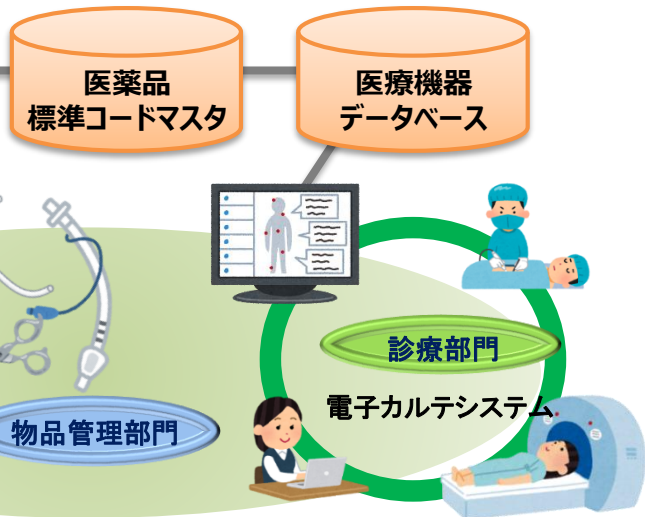 医薬品
標準コードマスタ
医療機器
データベース
診療部門
電子カルテシステム
物品管理部門